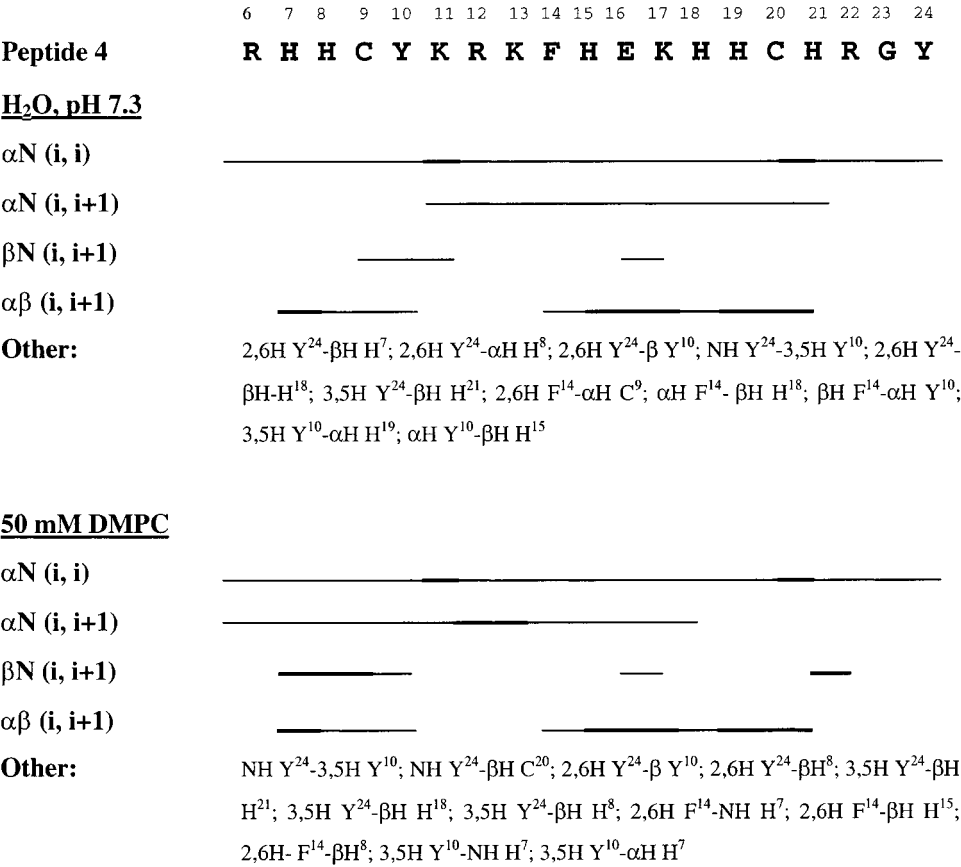 6 7 8 9 10 11 12 13 14 15 16 17 18 19 20 21 22 23 24
Peptide 4 R H H C Y K R K F H E K H H C H R G Y
H₂O, pH 7.3
αN (i, i)
αN (i, i+1)
βN (i, i+1)
αβ (i, i+1)
Other: 2,6H Y²⁴-βH H⁷; 2,6H Y²⁴-αH H⁸; 2,6H Y²⁴-β Y¹⁰; NH Y²⁴-3,5H Y¹⁰; 2,6H Y²⁴-
βH-H¹⁸; 3,5H Y²⁴-βH H²¹; 2,6H F¹⁴-αH C⁹; αH F¹⁴- βH H¹⁸; βH F¹⁴-αH Y¹⁰;
3,5H Y¹⁰-αH H¹⁹; αH Y¹⁰-βH H¹⁵
50 mM DMPC
αN (i, i)
αN (i, i+1)
βN (i, i+1)
αβ (i, i+1)
Other: NH Y²⁴-3,5H Y¹⁰; NH Y²⁴-βH C²⁰; 2,6H Y²⁴-β Y¹⁰; 2,6H Y²⁴-βH⁸; 3,5H Y²⁴-βH
H²¹; 3,5H Y²⁴-βH H¹⁸; 3,5H Y²⁴-βH H⁸; 2,6H F¹⁴-NH H⁷; 2,6H F¹⁴-βH H¹⁵;
2,6H- F¹⁴-βH⁸; 3,5H Y¹⁰-NH H⁷; 3,5H Y¹⁰-αH H⁷